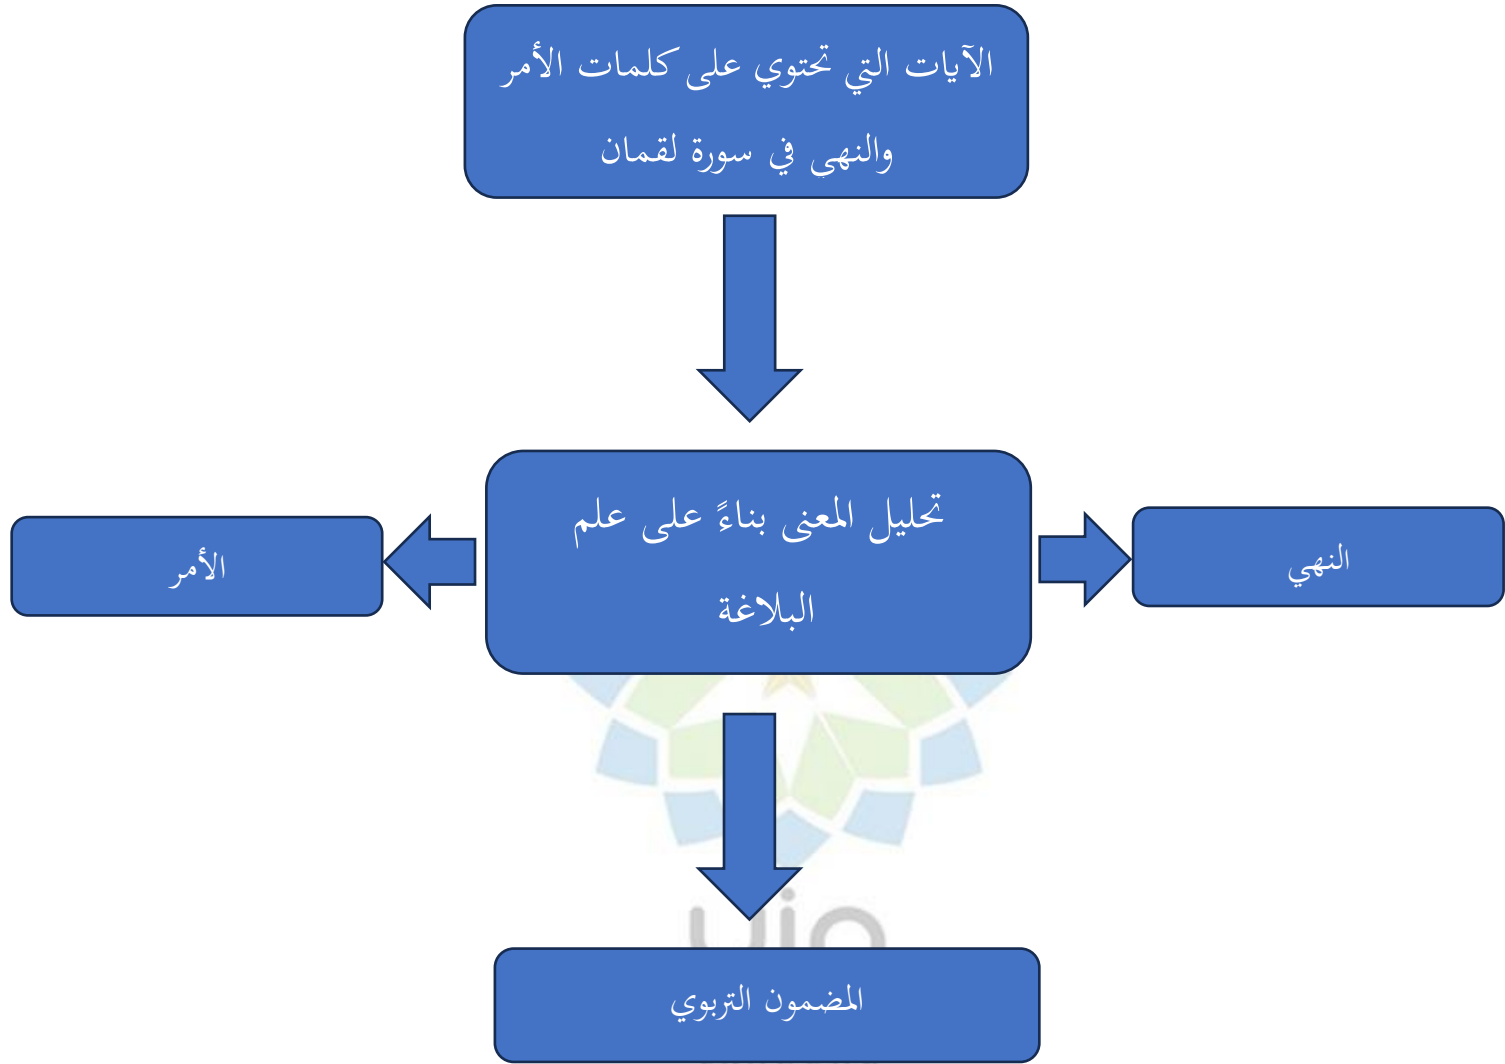 الآيات التي تحتوي على كلمات الأمر
والنهى في سورة لقمان
تحليل المعنى بناءً على علم
البلاغة
النهي
الأمر
uin
المضمون التربوي